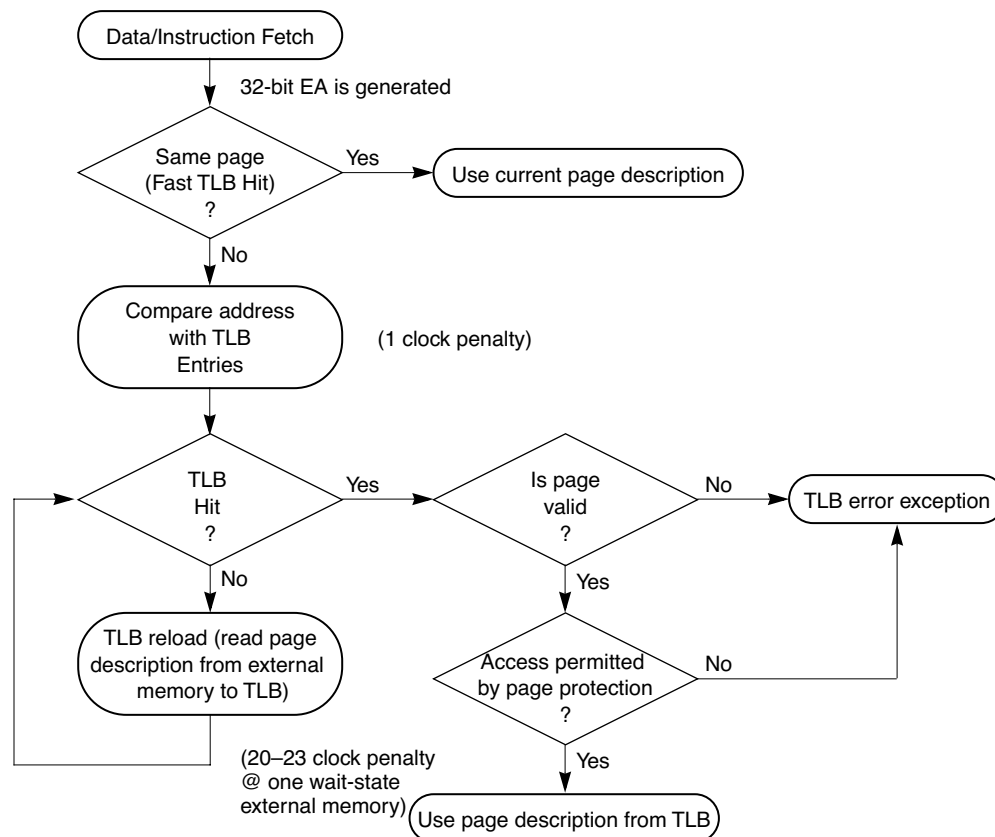 Data/Instruction Fetch
32-bit EA is generated
Same page
(Fast TLB Hit)
?
Yes
Use current page description
No
Compare address
with TLB
Entries
(1 clock penalty)
TLB
Hit
?
Yes
Is page
valid
?
No
TLB error exception
No
Yes
TLB reload (read page
description from external
memory to TLB)
Access permitted
by page protection
?
No
(20–23 clock penalty
@ one wait-state
external memory)
Yes
Use page description from TLB